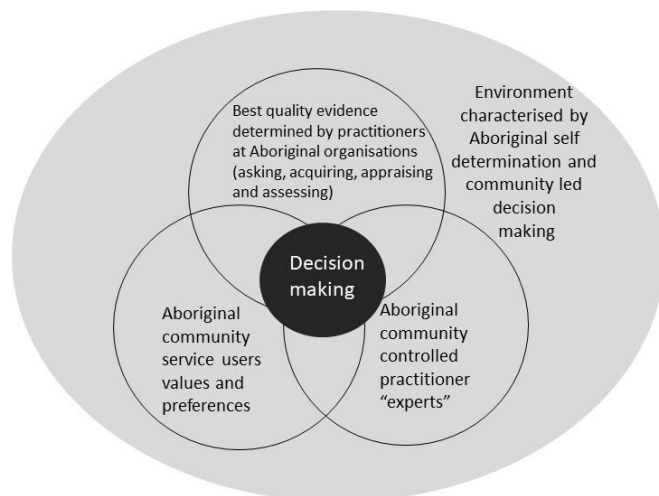 Best quality evidence
determined by practitioners
at Aboriginal organisations
(asking, acquiring, appraising
and assessing)
Environment
characterised by
Aboriginal self
determination and
community led
decision
making
Decision
making
Aboriginal
community
service users
values and
preferences
Aboriginal
community
controlled
practitioner
“experts”